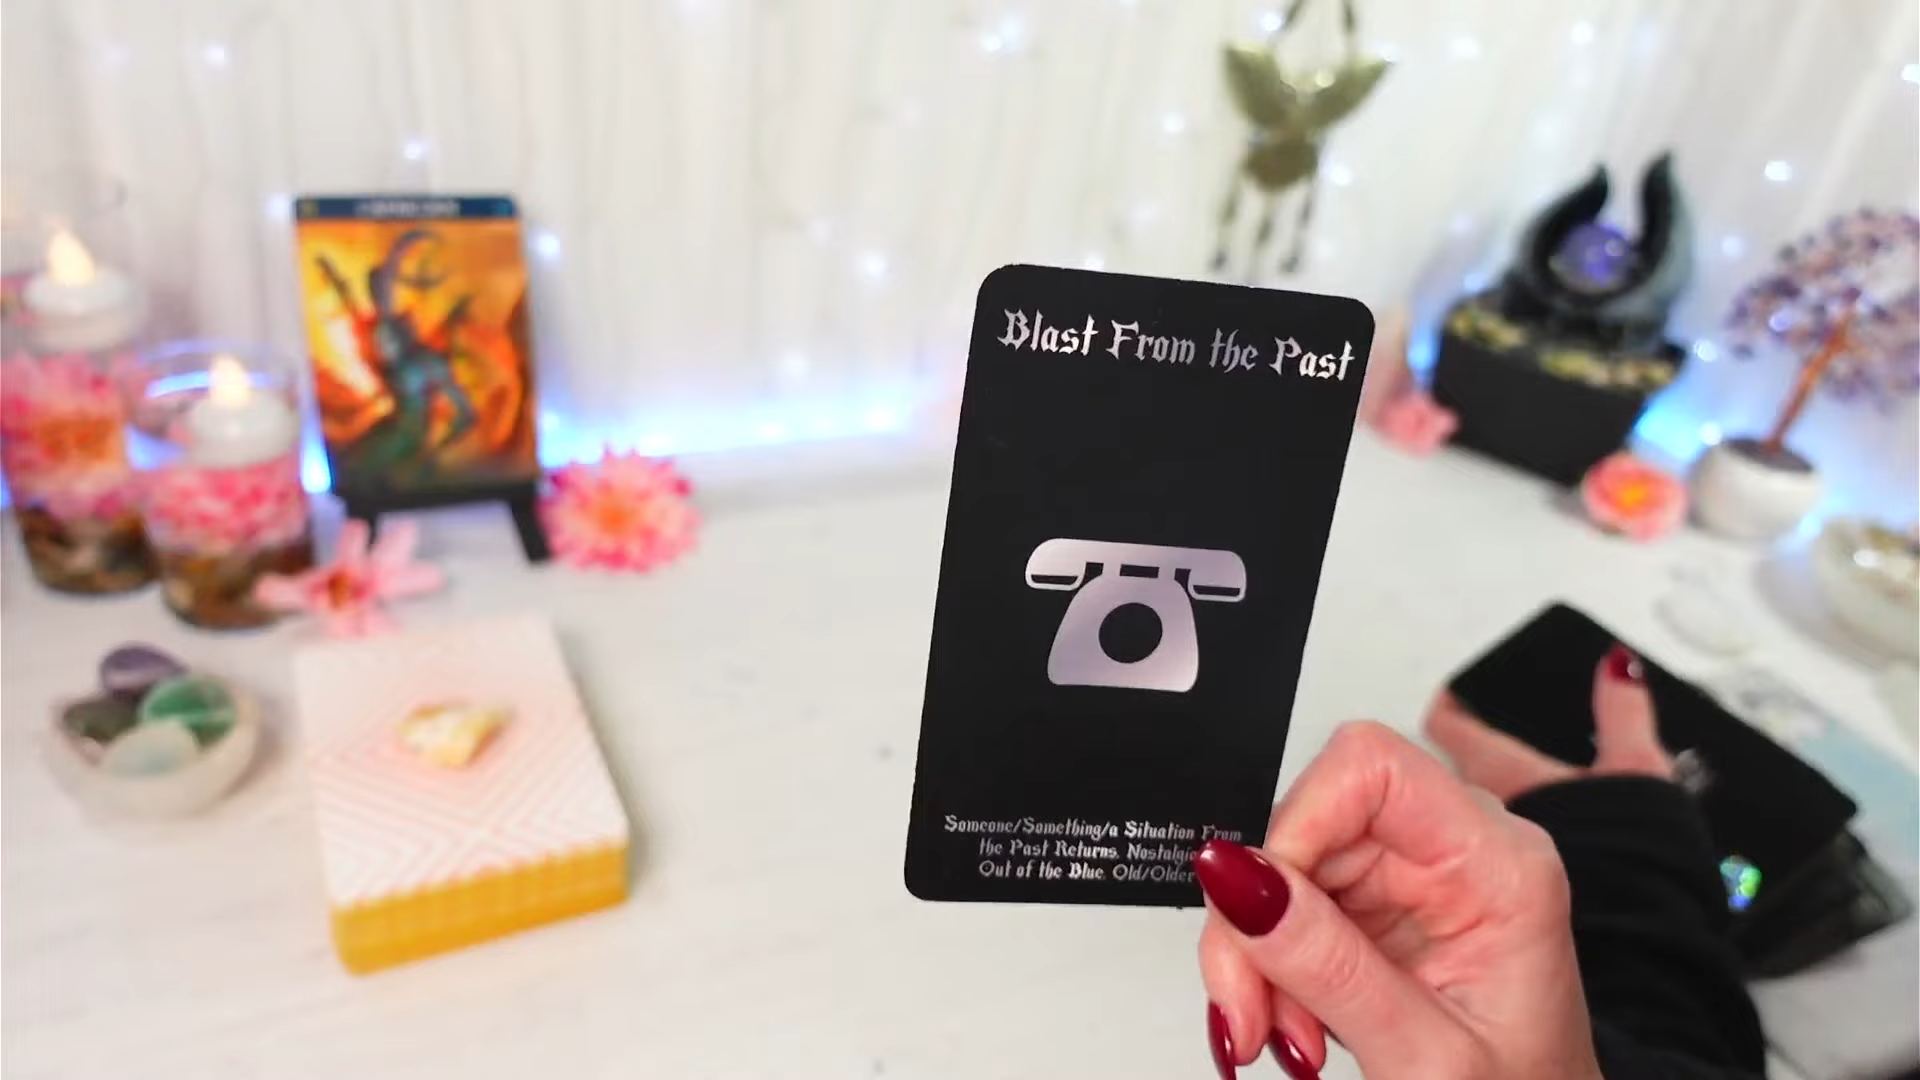 Blast From the Past
Someone/Something/a Situation From
the Past Returns. Nostalgic
Out of the Blue. Old/Older